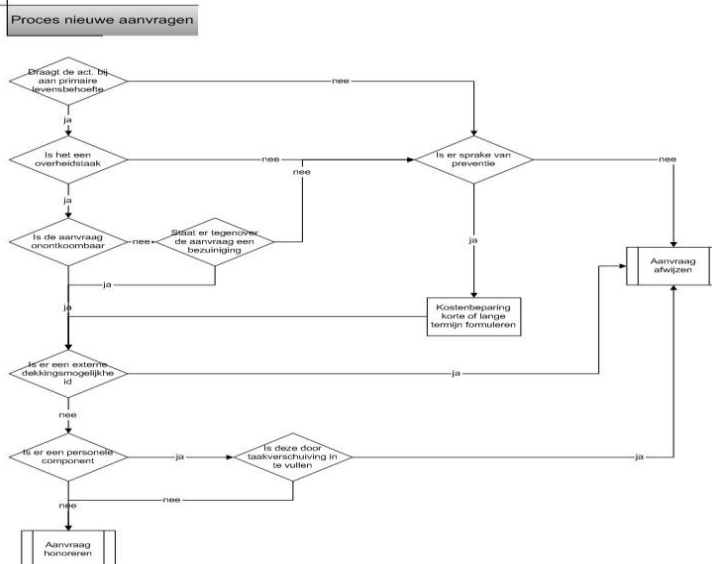 Proces nieuwe aanvragen
Draagt de act. bij
aan primaire
levensbehoefte
nee
ja
Is het een
overheidstaak
nee
Is er sprake van
preventie
nee
nee
ja
Is de aanvraag
onontkoombaar
nee
Staat er tegenover
de aanvraag een
bezuiniging
ja
Aanvraag
afwijzen
ja
ja
Kostenbeparing
korte of lange
termijn formuleren
Is er een externe
dekkingsmogelijkhe
id
ja
nee
Is er een personele
component
ja
Is deze door
taakverschuiving in
te vullen
ja
nee
nee
Aanvraag
honoreren